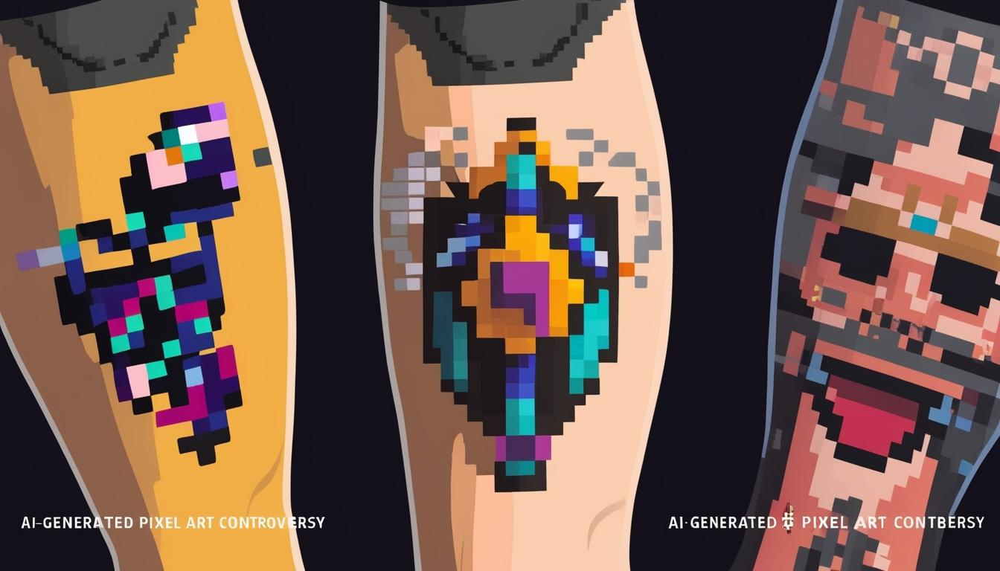 AI-GENERATED PIXEL ART CONTROVERSY
AI·GENERATED PIXEL ART CONTBERSY